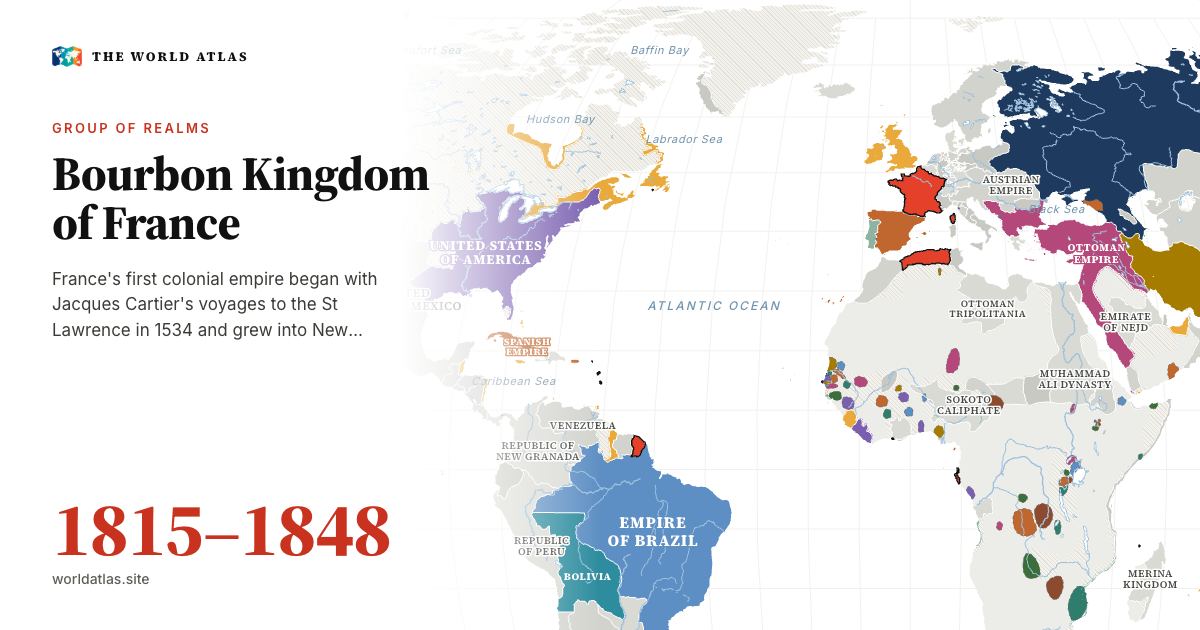 THE WORLD ATLAS
GROUP OF REALMS
Bourbon Kingdom
of France
France's first colonial empire began with
Jacques Cartier's voyages to the St
Lawrence in 1534 and grew into New…
1815–1848
worldatlas.site
Baffin Bay
Hudson Bay
Labrador Sea
UNITED STATES
OF AMERICA
MEXICO
ATLANTIC OCEAN
SPANISH
EMPIRE
Caribbean Sea
VENEZUELA
REPUBLIC OF
NEW GRANADA
EMPIRE
OF BRAZIL
REPUBLIC
OF PERU
BOLIVIA
AUSTRIAN
EMPIRE
Black Sea
OTTOMAN
EMPIRE
OTTOMAN
TRIPOLITANIA
EMIRATE
OF NEJD
MUHAMMAD
ALI DYNASTY
SOKOTO
CALIPHATE
MERINA
KINGDOM